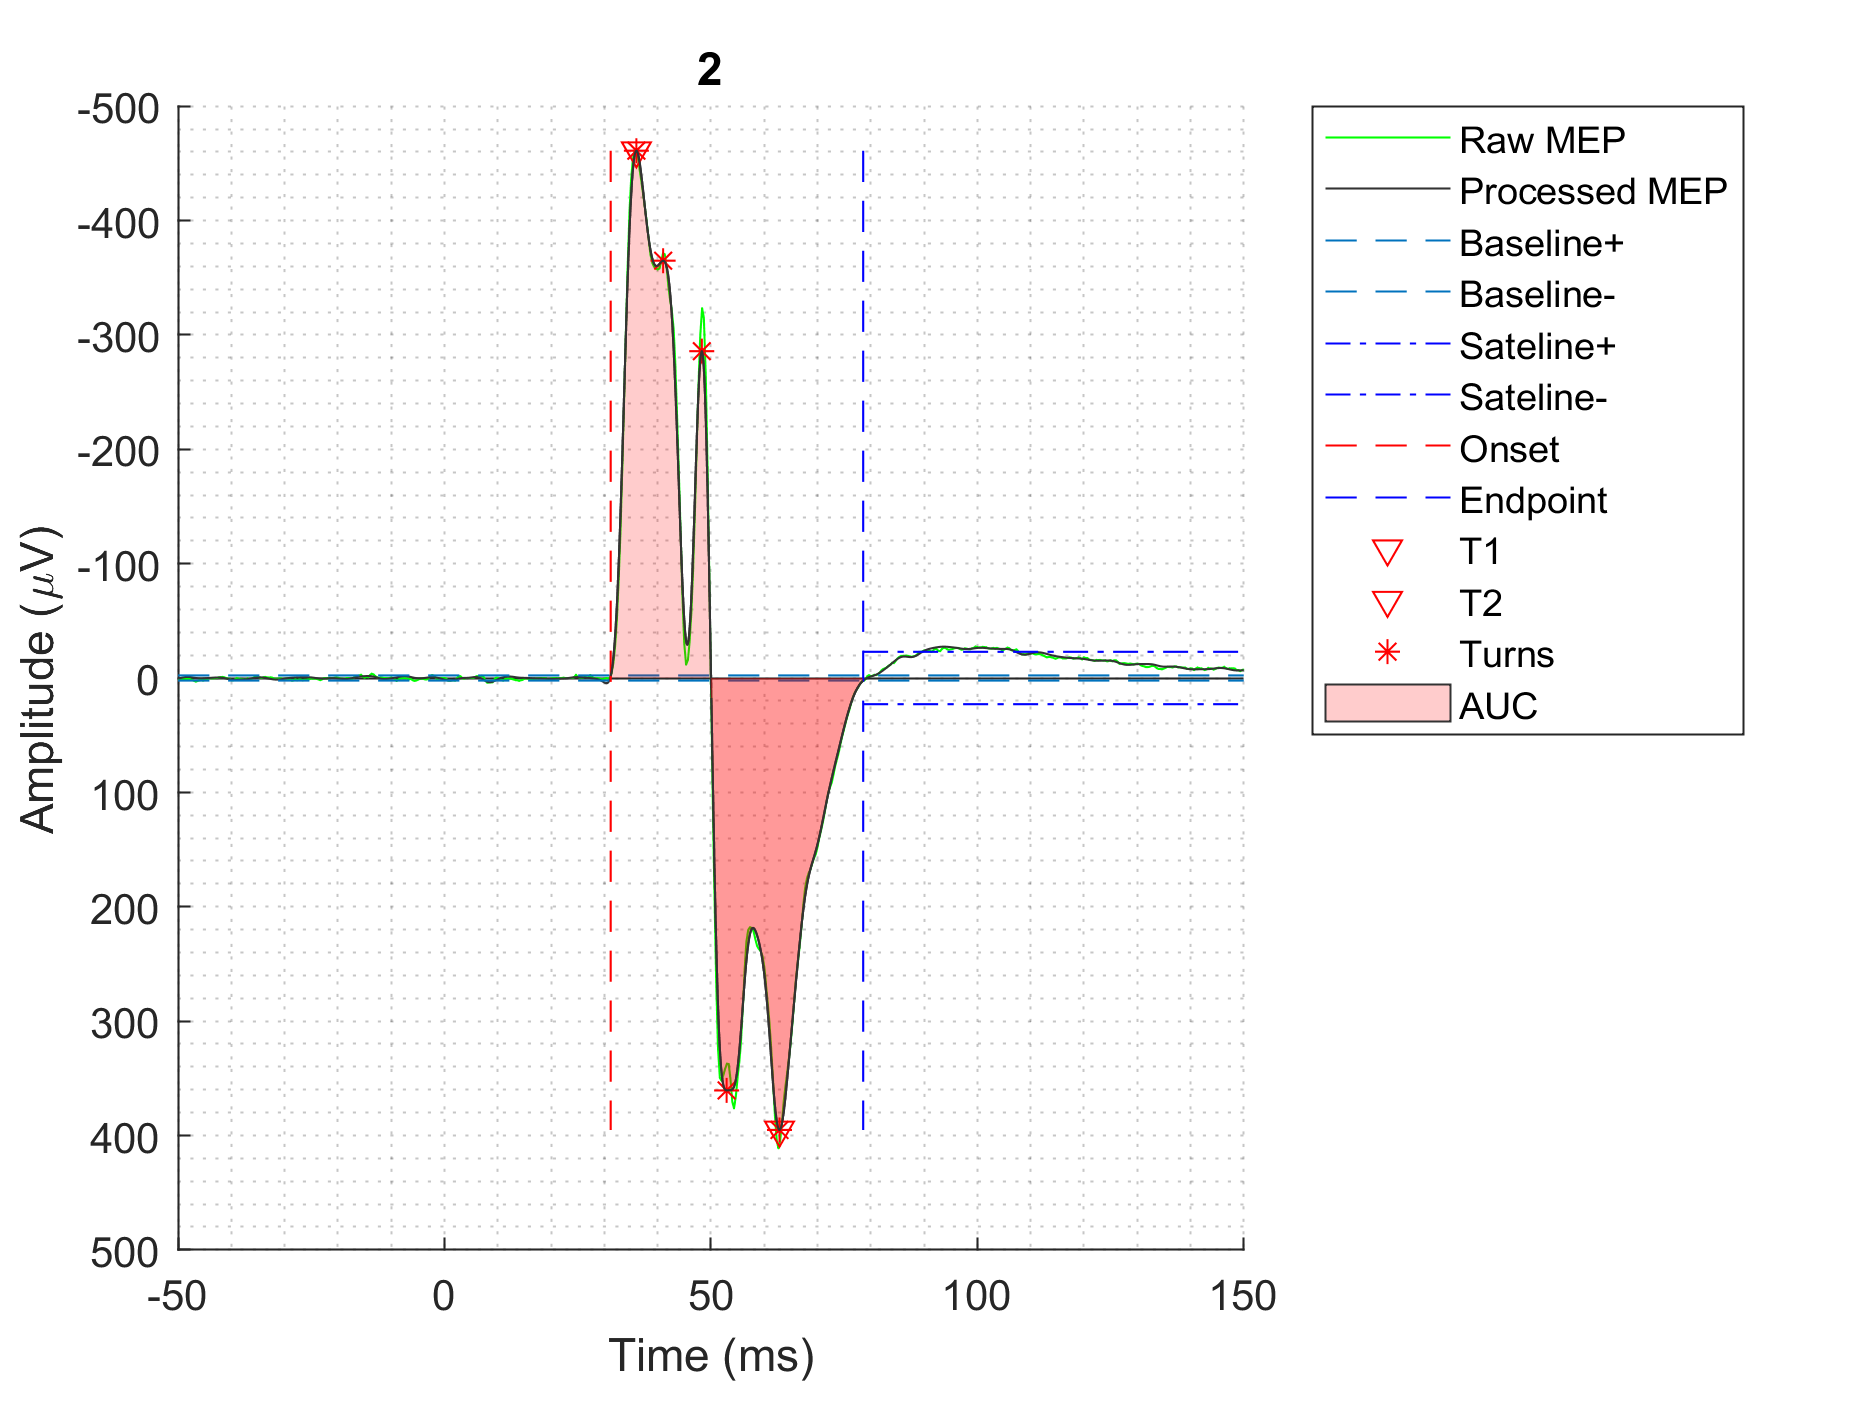 2
-500
-400
-300
-200
-100
0
100
200
300
400
500
-50
0
50
100
150
Amplitude (μV)
Time (ms)
Raw MEP
Processed MEP
Baseline+
Baseline-
Sateline+
Sateline-
Onset
Endpoint
T1
T2
Turns
AUC